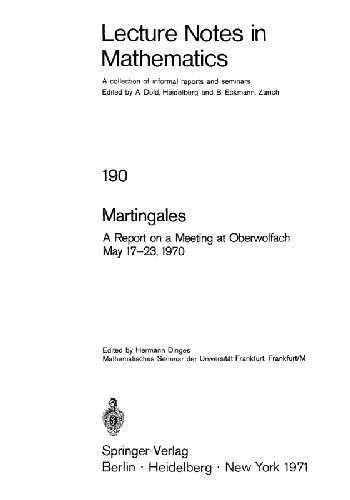 Lecture Notes in
Mathematics
A collection of informal reports and seminars
Edited by A. Dold, Heidelberg and B. Eckmann, Zürich
190
Martingales
A Report on a Meeting at Oberwolfach
May 17–23, 1970
Edited by Hermann Dinges
Mathematisches Seminar der Universität Frankfurt, Frankfurt/M
Springer-Verlag
Berlin · Heidelberg · New York 1971